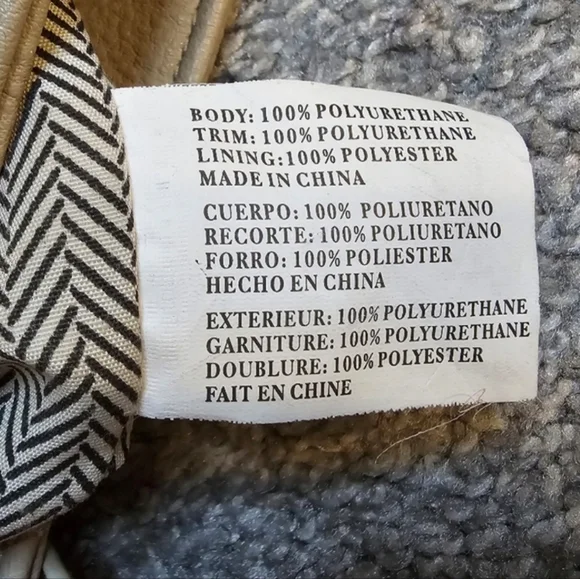 BODY: 100% POLYURETHANE
TRIM: 100% POLYURETHANE
LINING:100% POLYESTER
MADE IN CHINA
CUERPO: 100% POLIURETANO
RECORTE: 100% POLIURETANO
FORRO: 100% POLIESTER
HECHO EN CHINA
EXTERIEUR: 100% POLYURETHANE
GARNITURE: 100% POLYURETHANE
DOUBLURE: 100% POLYESTER
FAIT EN CHINE